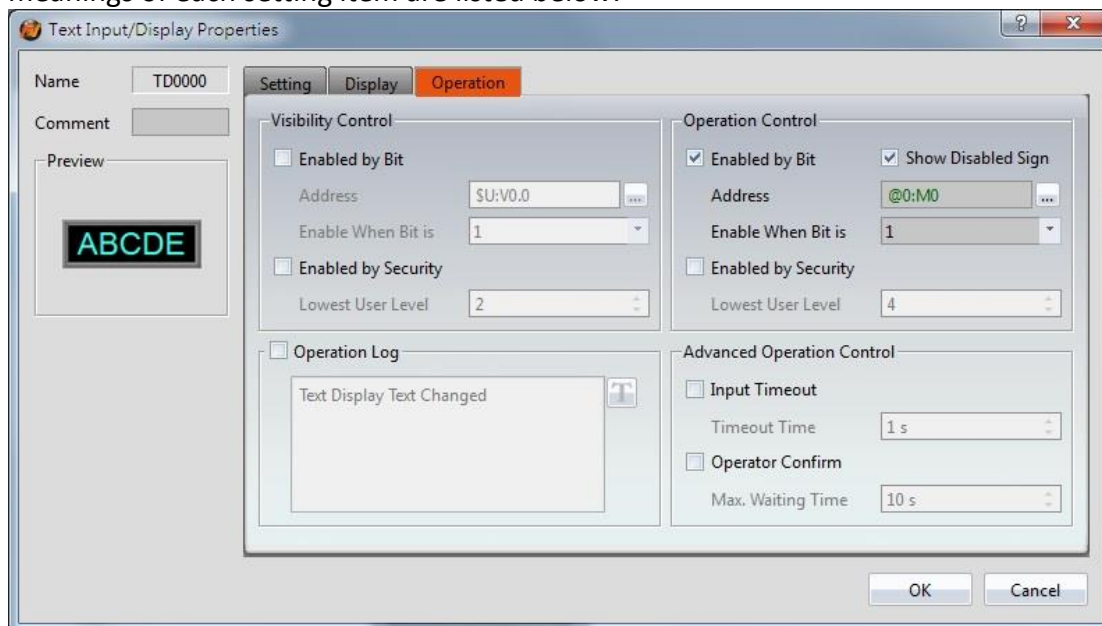 meanings of each setting item are listed below.
Text Input/Display Properties
?
X
Name TD0000
Comment
Preview
ABCDE
Setting Display Operation
Visibility Control
Enabled by Bit
Address $U:V0.0 ...
Enable When Bit is 1
Enabled by Security
Lowest User Level 2
Operation Control
Enabled by Bit Show Disabled Sign
Address @0:M0 ...
Enable When Bit is 1
Enabled by Security
Lowest User Level 4
Operation Log
Text Display Text Changed
T
Advanced Operation Control
Input Timeout
Timeout Time 1 s
Operator Confirm
Max. Waiting Time 10 s
OK Cancel